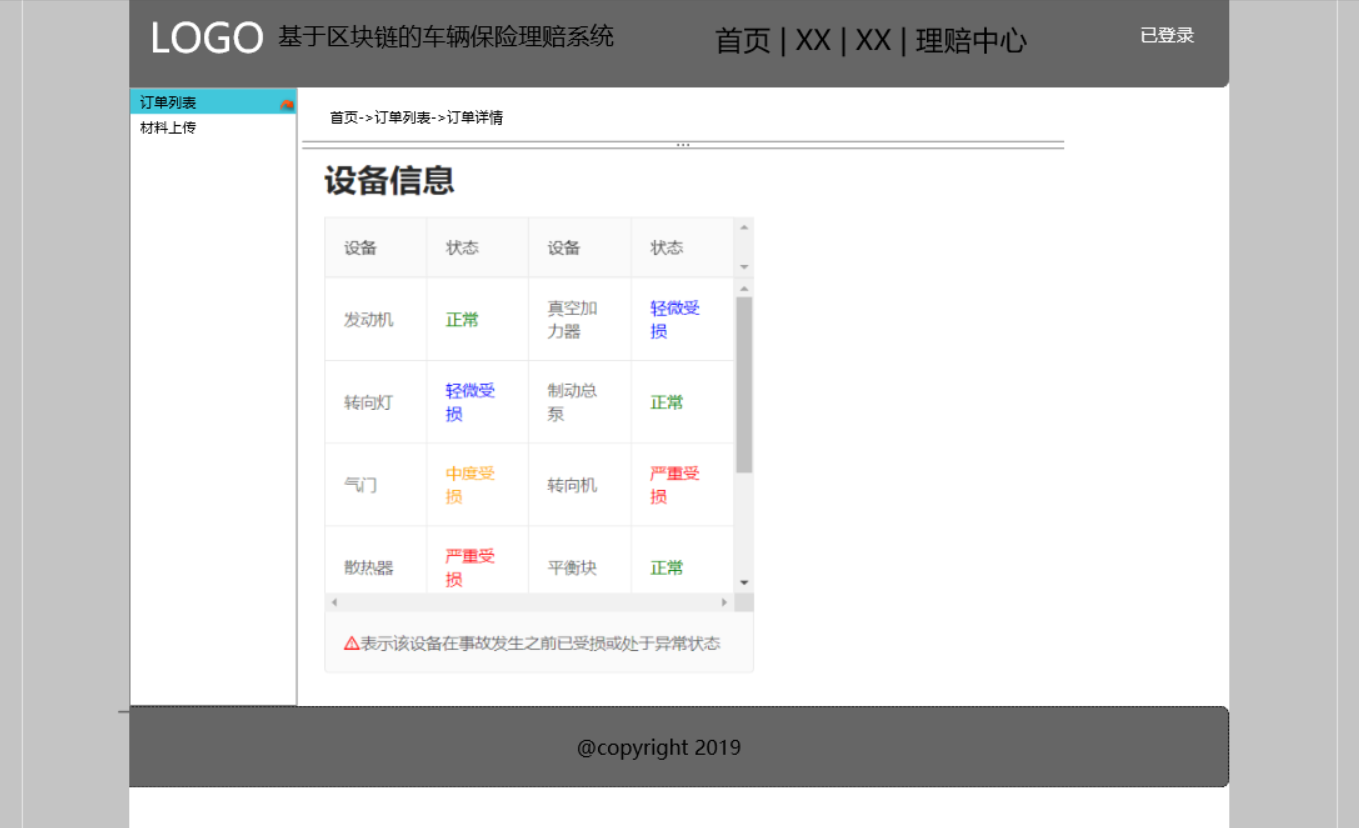 LOGO 基于区块链的车辆保险理赔系统 首页 | XX | XX | 理赔中心 已登录
订单列表
材料上传
首页->订单列表->订单详情
设备信息
设备 状态 设备 状态
发动机 正常 真空加力器 轻微受损
转向灯 轻微受损 制动总泵 正常
气门 中度受损 转向机 严重受损
散热器 严重受损 平衡块 正常
表示该设备在事故发生之前已受损或处于异常状态
@copyright 2019